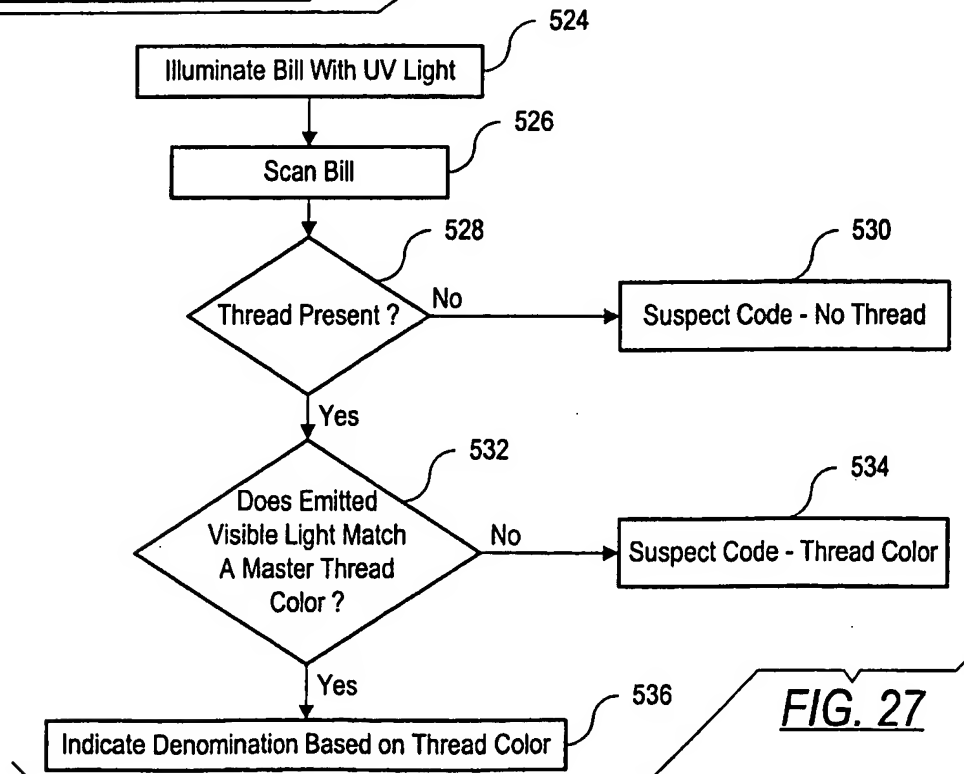 524
Illuminate Bill With UV Light
526
Scan Bill
528
Thread Present ?
No
530
Suspect Code - No Thread
Yes
532
Does Emitted
Visible Light Match
A Master Thread
Color ?
No
534
Suspect Code - Thread Color
Yes
536
Indicate Denomination Based on Thread Color
FIG. 27